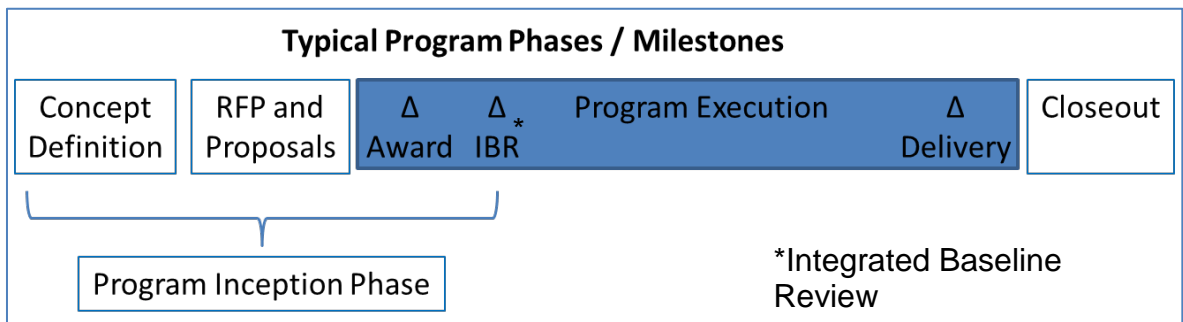 Typical Program Phases / Milestones
Concept
Definition
RFP and
Proposals
Δ
Award
Δ
*
IBR
Program Execution
Δ
Delivery
Closeout
Program Inception Phase
*Integrated Baseline
Review